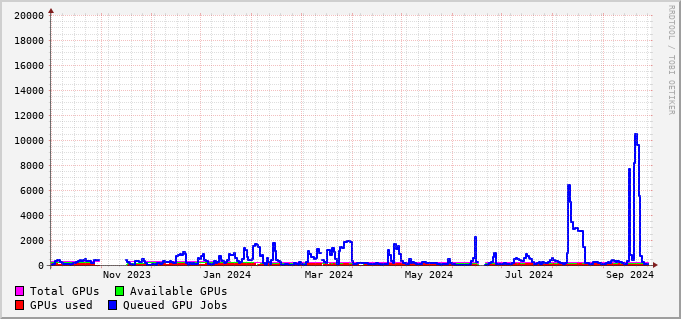 20000
18000
16000
14000
12000
10000
8000
6000
4000
2000
0
Nov 2023 Jan 2024 Mar 2024 May 2024 Jul 2024 Sep 2024
Total GPUs Available GPUs
GPUs used Queued GPU Jobs
RRDTOOL / TOBI OETIKER